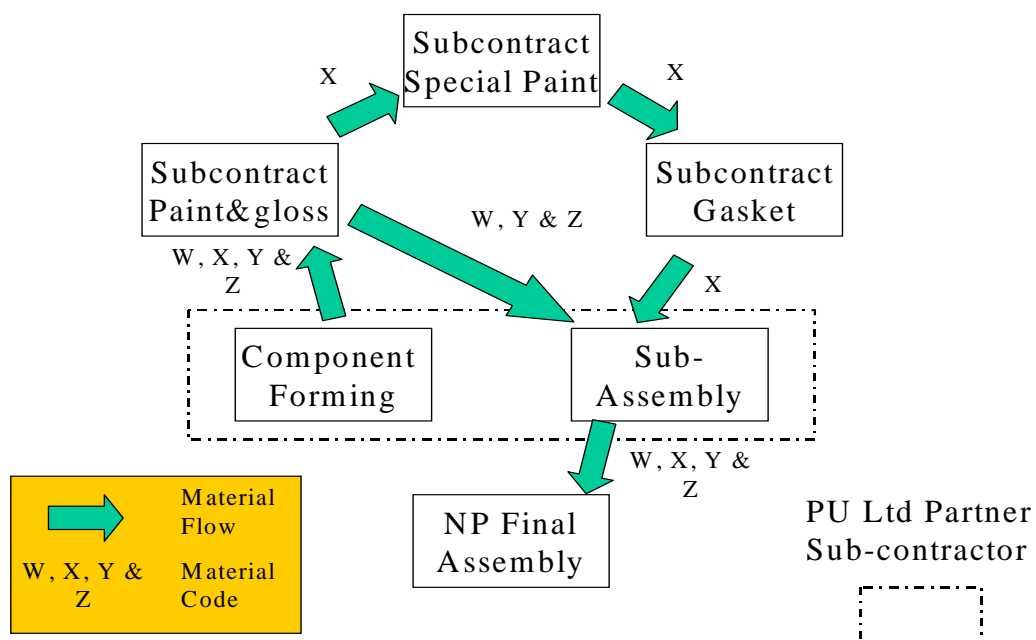 Subcontract
Special Paint
X
X
Subcontract
Paint&gloss
Subcontract
Gasket
W, Y & Z
W, X, Y &
Z
X
Component
Forming
Sub-
Assembly
W, X, Y &
Z
NP Final
Assembly
Material
Flow
W, X, Y &
Z
Material
Code
PU Ltd Partner
Sub-contractor